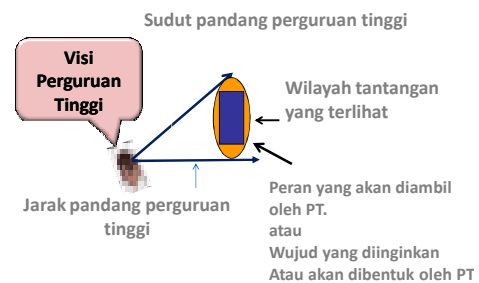 Sudut pandang perguruan tinggi
Visi
Perguruan
Tinggi
Wilayah tantangan
yang terlihat
Jarak pandang perguruan
tinggi
Peran yang akan diambil
oleh PT.
atau
Wujud yang diinginkan
Atau akan dibentuk oleh PT